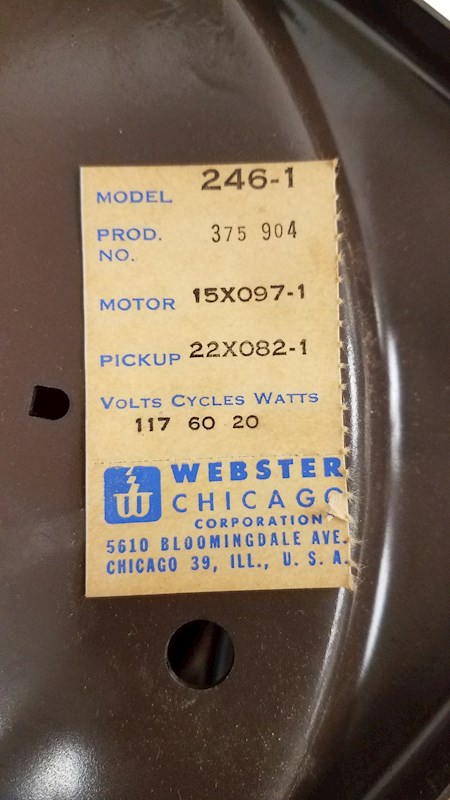 MODEL 246-1
PROD. 375 904
NO.
MOTOR 15X097-1
PICKUP 22X082-1
VOLTS CYCLES WATTS
117 60 20
W WEBSTER
CHICAGO
CORPORATION
5610 BLOOMINGDALE AVE.
CHICAGO 39, ILL., U. S. A.